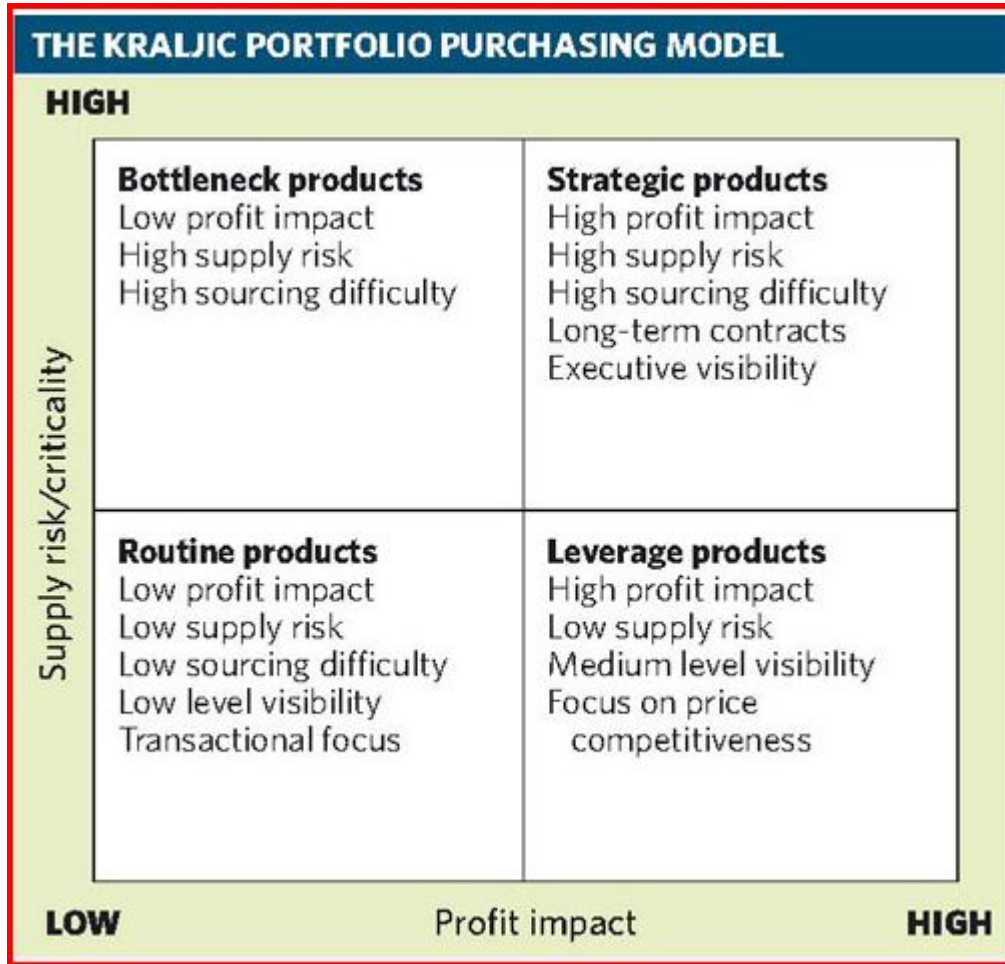 THE KRALJIC PORTFOLIO PURCHASING MODEL
HIGH
Supply risk/criticality
Bottleneck products
Low profit impact
High supply risk
High sourcing difficulty
Strategic products
High profit impact
High supply risk
High sourcing difficulty
Long-term contracts
Executive visibility
Routine products
Low profit impact
Low supply risk
Low sourcing difficulty
Low level visibility
Transactional focus
Leverage products
High profit impact
Low supply risk
Medium level visibility
Focus on price
competitiveness
LOW
Profit impact
HIGH